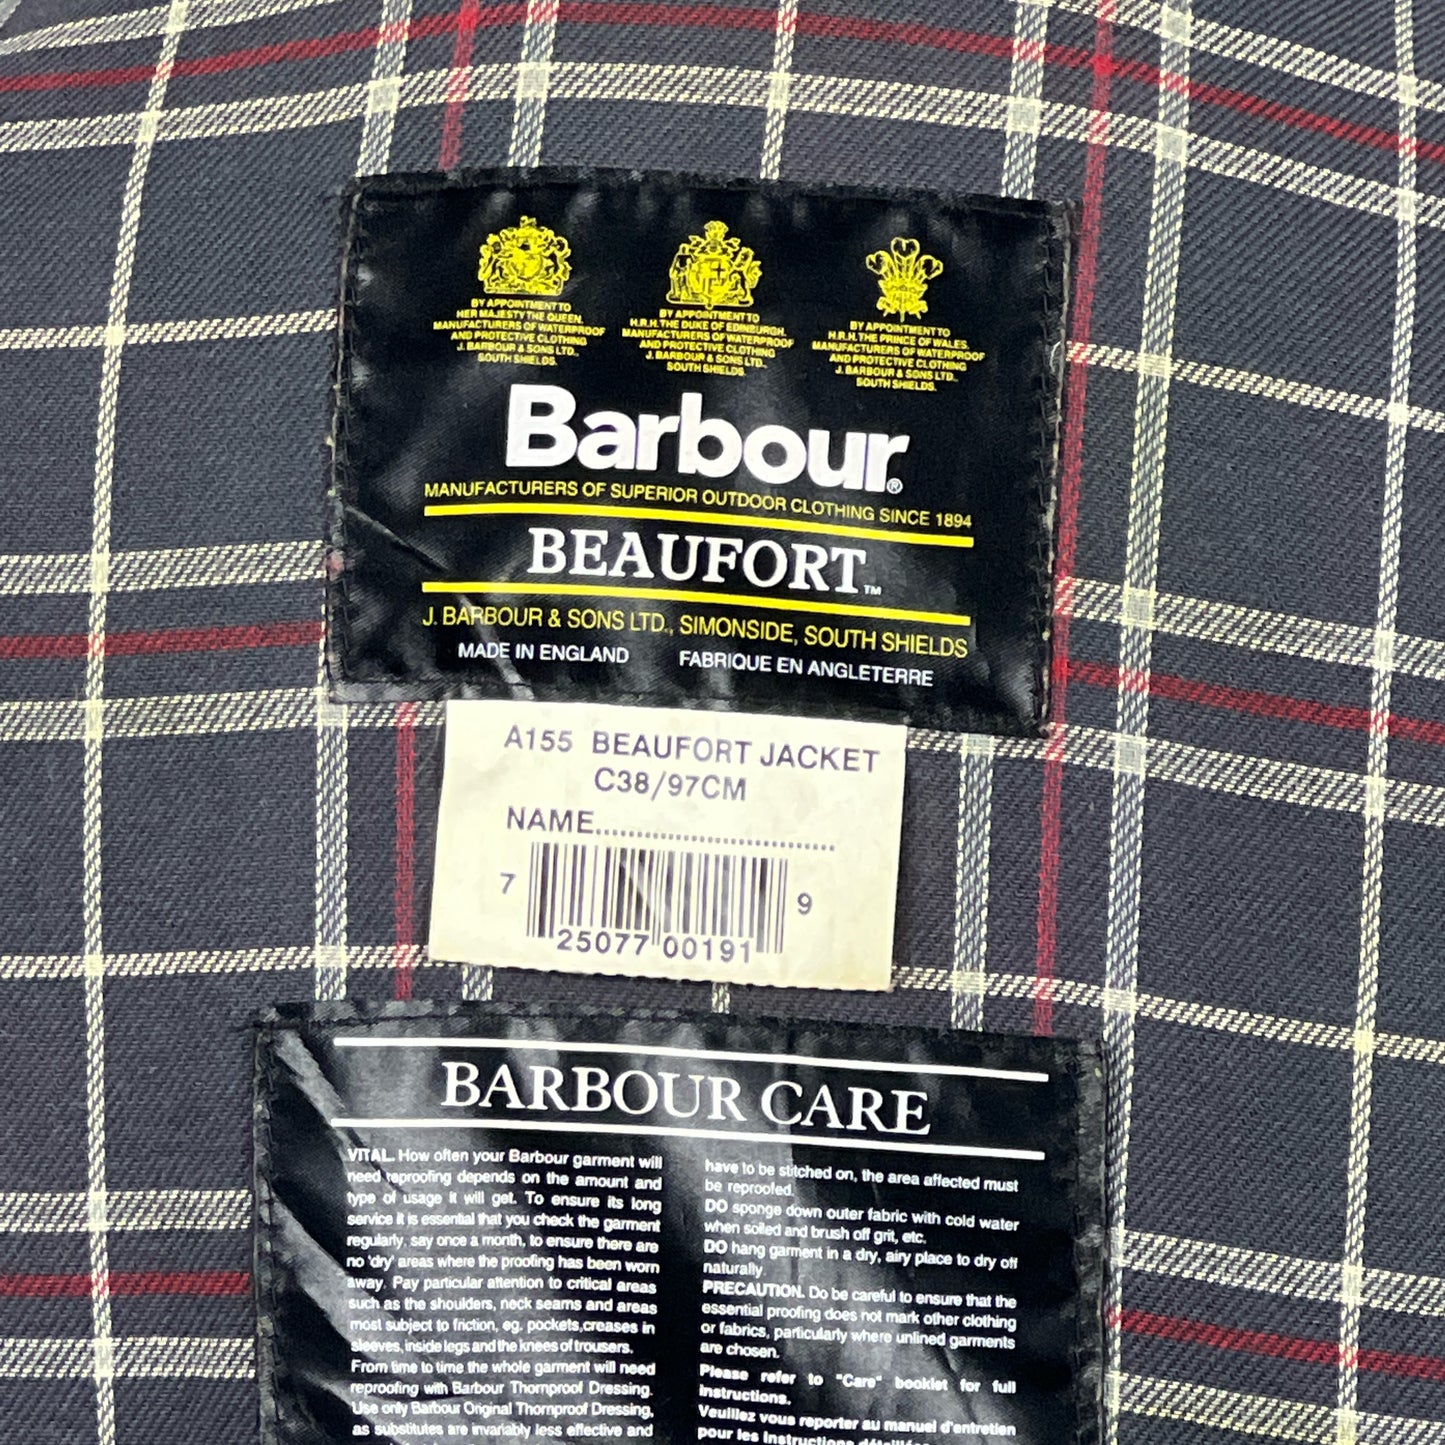 BY APPOINTMENT TO
HER MAJESTY THE QUEEN.
MANUFACTURERS OF WATERPROOF
AND PROTECTIVE CLOTHING
J. BARBOUR & SONS LTD.,
SOUTH SHIELDS.
BY APPOINTMENT TO
H.R.H. THE DUKE OF EDINBURGH.
MANUFACTURERS OF WATERPROOF
AND PROTECTIVE CLOTHING
J. BARBOUR & SONS LTD.,
SOUTH SHIELDS.
BY APPOINTMENT TO
H.R.H. THE PRINCE OF WALES.
MANUFACTURERS OF WATERPROOF
AND PROTECTIVE CLOTHING
J. BARBOUR & SONS LTD.,
SOUTH SHIELDS.
Barbour®
MANUFACTURERS OF SUPERIOR OUTDOOR CLOTHING SINCE 1894
BEAUFORT™
J. BARBOUR & SONS LTD., SIMONSIDE, SOUTH SHIELDS
MADE IN ENGLAND FABRIQUE EN ANGLETERRE
A155 BEAUFORT JACKET
C38/97CM
NAME..............................
7 25077 00191 9
BARBOUR CARE
VITAL. How often your Barbour garment will
need reproofing depends on the amount and
type of usage it will get. To ensure its long
service it is essential that you check the garment
regularly, say once a month, to ensure there are
no 'dry' areas where the proofing has been worn
away. Pay particular attention to critical areas
such as the shoulders, neck seams and areas
most subject to friction, eg. pockets,creases in
sleeves, inside legs and the knees of trousers.
From time to time the whole garment will need
reproofing with Barbour Thornproof Dressing.
Use only Barbour Original Thornproof Dressing,
as substitutes are invariably less effective and
have to be stitched on, the area affected must
be reproofed.
DO sponge down outer fabric with cold water
when soiled and brush off grit, etc.
DO hang garment in a dry, airy place to dry off
naturally.
PRECAUTION. Do be careful to ensure that the
essential proofing does not mark other clothing
or fabrics, particularly where unlined garments
are chosen.
Please refer to "Care" booklet for full
instructions.
Veuillez vous reporter au manuel d'entretien
pour les instructions